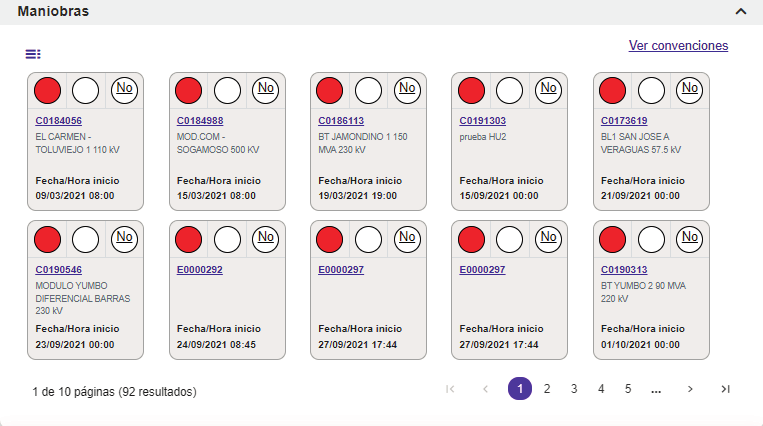 Maniobras
Ver convenciones
No No No No No
C0184056 C0184988 C0186113 C0191303 C0173619
EL CARMEN - MOD.COM - BT JAMONDINO 1 150 prueba HU2 BL1 SAN JOSE A
TOLUVIEJO 1 110 kV SOGAMOSO 500 KV MVA 230 kV VERAGUAS 57.5 kV
Fecha/Hora inicio Fecha/Hora inicio Fecha/Hora inicio Fecha/Hora inicio Fecha/Hora inicio
09/03/2021 08:00 15/03/2021 08:00 19/03/2021 19:00 15/09/2021 00:00 21/09/2021 00:00
No No No No No
C0190546 E0000292 E0000297 E0000297 C0190313
MODULO YUMBO BT YUMBO 2 90 MVA
DIFERENCIAL BARRAS 220 kV
230 kV
Fecha/Hora inicio Fecha/Hora inicio Fecha/Hora inicio Fecha/Hora inicio Fecha/Hora inicio
23/09/2021 00:00 24/09/2021 08:45 27/09/2021 17:44 27/09/2021 17:44 01/10/2021 00:00
1 de 10 páginas (92 resultados) 1 2 3 4 5 ...